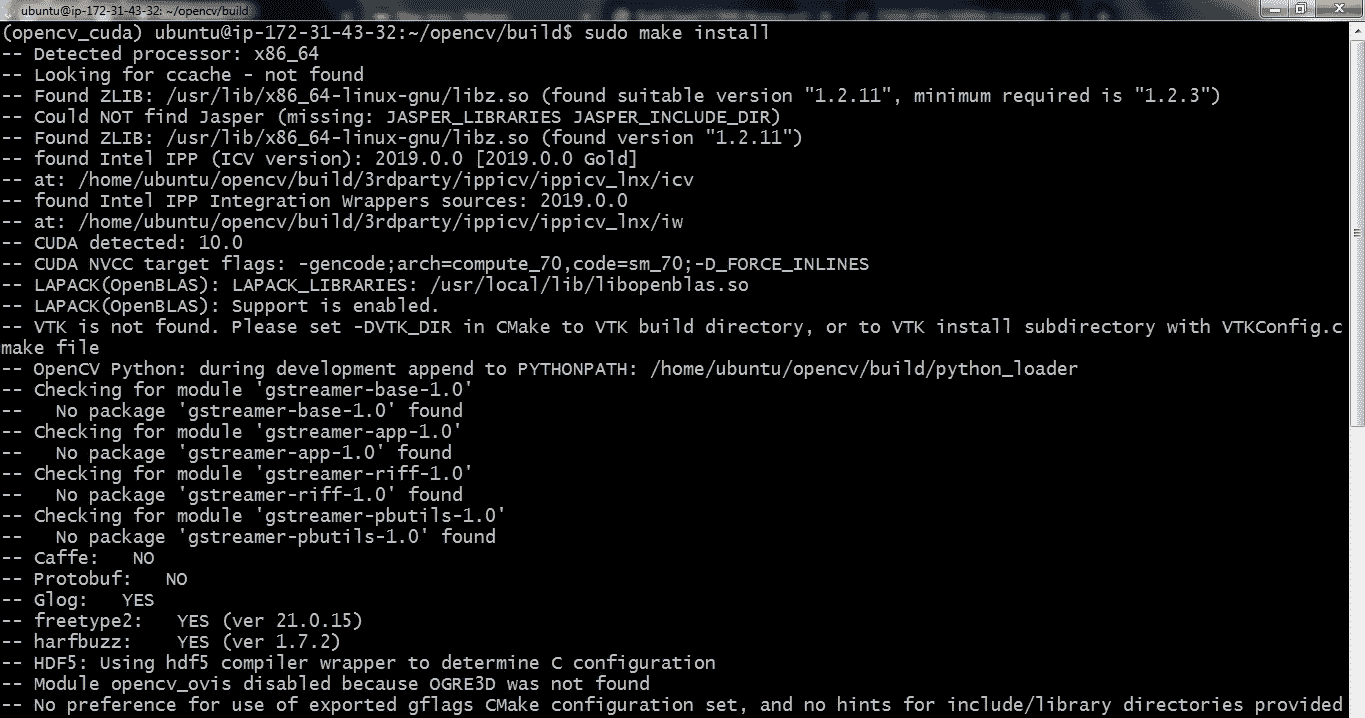 ubuntu@ip-172-31-43-32: ~/opencv/build
(opencv_cuda) ubuntu@ip-172-31-43-32:~/opencv/build$ sudo make install
-- Detected processor: x86_64
-- Looking for ccache - not found
-- Found ZLIB: /usr/lib/x86_64-linux-gnu/libz.so (found suitable version "1.2.11", minimum required is "1.2.3")
-- Could NOT find Jasper (missing: JASPER_LIBRARIES JASPER_INCLUDE_DIR)
-- Found ZLIB: /usr/lib/x86_64-linux-gnu/libz.so (found version "1.2.11")
-- found Intel IPP (ICV version): 2019.0.0 [2019.0.0 Gold]
-- at: /home/ubuntu/opencv/build/3rdparty/ippicv/ippicv_lnx/icv
-- found Intel IPP Integration Wrappers sources: 2019.0.0
-- at: /home/ubuntu/opencv/build/3rdparty/ippicv/ippicv_lnx/iw
-- CUDA detected: 10.0
-- CUDA NVCC target flags: -gencode;arch=compute_70,code=sm_70;-D_FORCE_INLINES
-- LAPACK(OpenBLAS): LAPACK_LIBRARIES: /usr/local/lib/libopenblas.so
-- LAPACK(OpenBLAS): Support is enabled.
-- VTK is not found. Please set -DVTK_DIR in CMake to VTK build directory, or to VTK install subdirectory with VTKConfig.c
make file
-- OpenCV Python: during development append to PYTHONPATH: /home/ubuntu/opencv/build/python_loader
-- Checking for module 'gstreamer-base-1.0'
--   No package 'gstreamer-base-1.0' found
-- Checking for module 'gstreamer-app-1.0'
--   No package 'gstreamer-app-1.0' found
-- Checking for module 'gstreamer-riff-1.0'
--   No package 'gstreamer-riff-1.0' found
-- Checking for module 'gstreamer-pbutils-1.0'
--   No package 'gstreamer-pbutils-1.0' found
-- Caffe:   NO
-- Protobuf:   NO
-- Glog:   YES
-- freetype2:   YES (ver 21.0.15)
-- harfbuzz:    YES (ver 1.7.2)
-- HDF5: Using hdf5 compiler wrapper to determine C configuration
-- Module opencv_ovis disabled because OGRE3D was not found
-- No preference for use of exported gflags CMake configuration set, and no hints for include/library directories provided